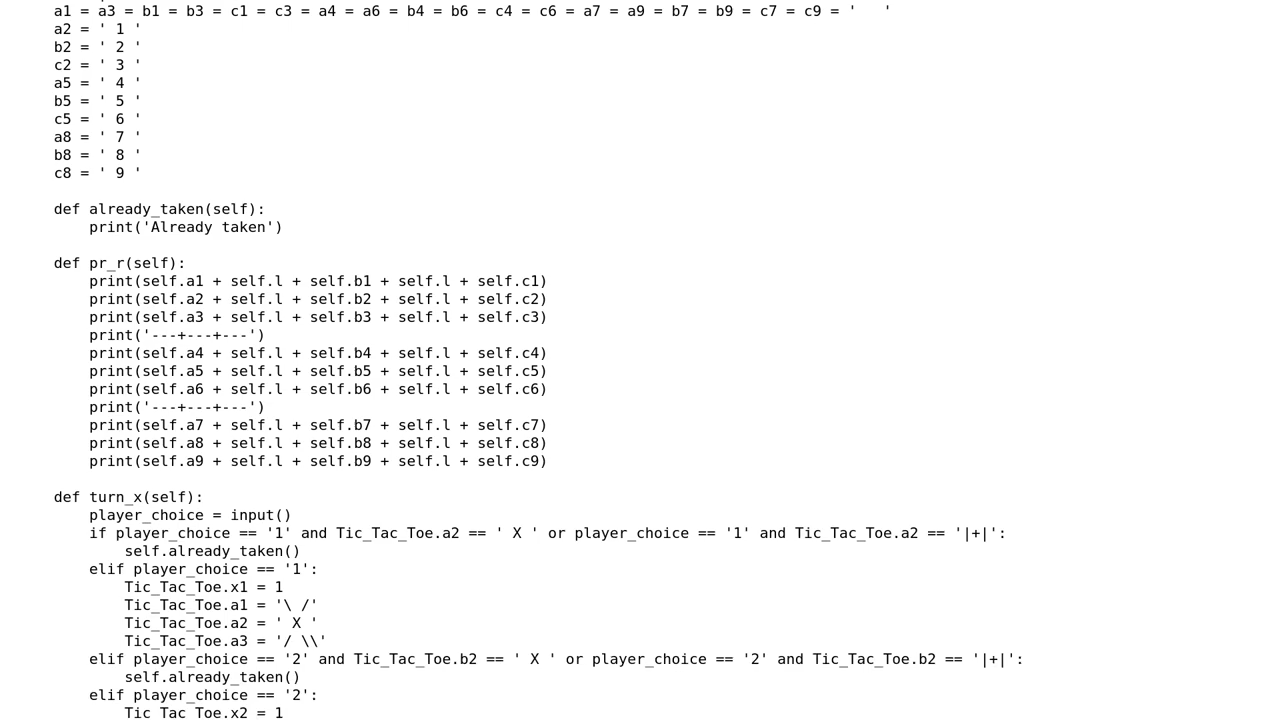 a1 = a3 = b1 = b3 = c1 = c3 = a4 = a6 = b4 = b6 = c4 = c6 = a7 = a9 = b7 = b9 = c7 = c9 = '   '
a2 = ' 1 '
b2 = ' 2 '
c2 = ' 3 '
a5 = ' 4 '
b5 = ' 5 '
c5 = ' 6 '
a8 = ' 7 '
b8 = ' 8 '
c8 = ' 9 '

def already_taken(self):
    print('Already taken')

def pr_r(self):
    print(self.a1 + self.l + self.b1 + self.l + self.c1)
    print(self.a2 + self.l + self.b2 + self.l + self.c2)
    print(self.a3 + self.l + self.b3 + self.l + self.c3)
    print('---+---+---')
    print(self.a4 + self.l + self.b4 + self.l + self.c4)
    print(self.a5 + self.l + self.b5 + self.l + self.c5)
    print(self.a6 + self.l + self.b6 + self.l + self.c6)
    print('---+---+---')
    print(self.a7 + self.l + self.b7 + self.l + self.c7)
    print(self.a8 + self.l + self.b8 + self.l + self.c8)
    print(self.a9 + self.l + self.b9 + self.l + self.c9)

def turn_x(self):
    player_choice = input()
    if player_choice == '1' and Tic_Tac_Toe.a2 == ' X ' or player_choice == '1' and Tic_Tac_Toe.a2 == '|+|':
        self.already_taken()
    elif player_choice == '1':
        Tic_Tac_Toe.x1 = 1
        Tic_Tac_Toe.a1 = '\ /'
        Tic_Tac_Toe.a2 = ' X '
        Tic_Tac_Toe.a3 = '/ \\'
    elif player_choice == '2' and Tic_Tac_Toe.b2 == ' X ' or player_choice == '2' and Tic_Tac_Toe.b2 == '|+|':
        self.already_taken()
    elif player_choice == '2':
        Tic_Tac_Toe.x2 = 1